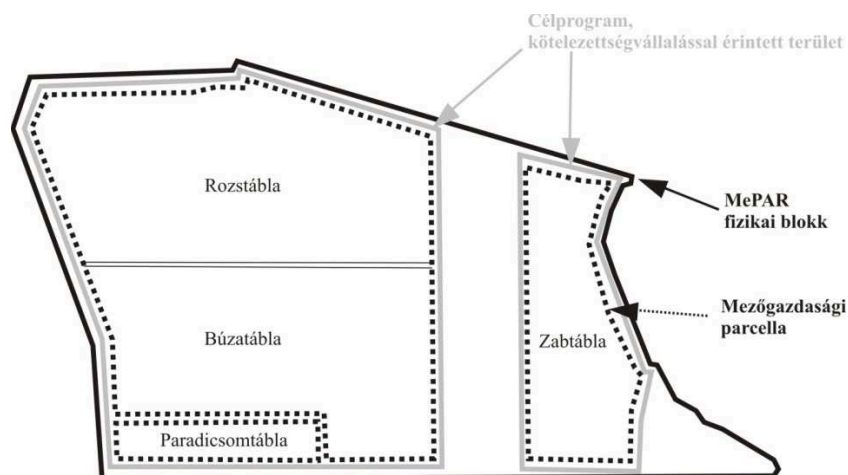 Célprogram,
kötelezettségvállalással érintett terület
Rozstábla
MePAR
fizikai blokk
Mezőgazdasági
parcella
Búzatábla
Zabtábla
Paradicsomtábla